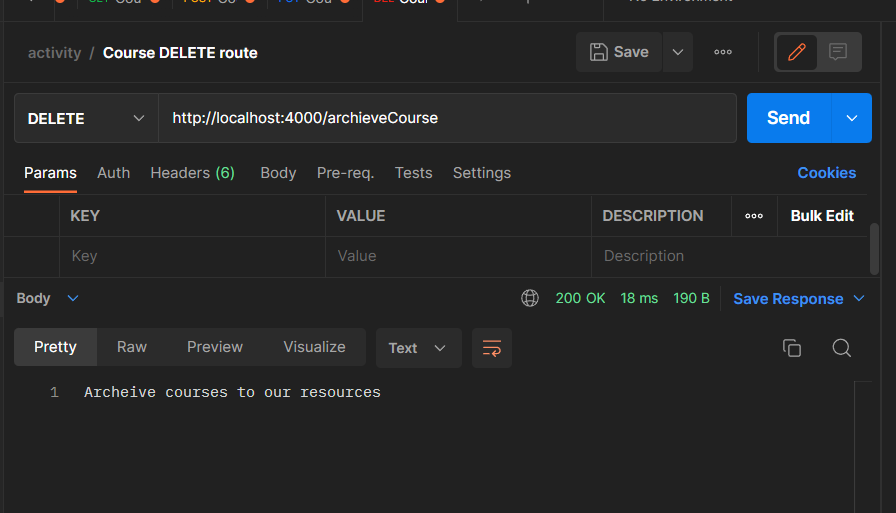 activity / Course DELETE route
Save
DELETE http://localhost:4000/archieveCourse Send
Params Auth Headers (6) Body Pre-req. Tests Settings Cookies
KEY VALUE DESCRIPTION Bulk Edit
Key Value Description
Body 200 OK 18 ms 190 B Save Response
Pretty Raw Preview Visualize Text
1 Archeive courses to our resources